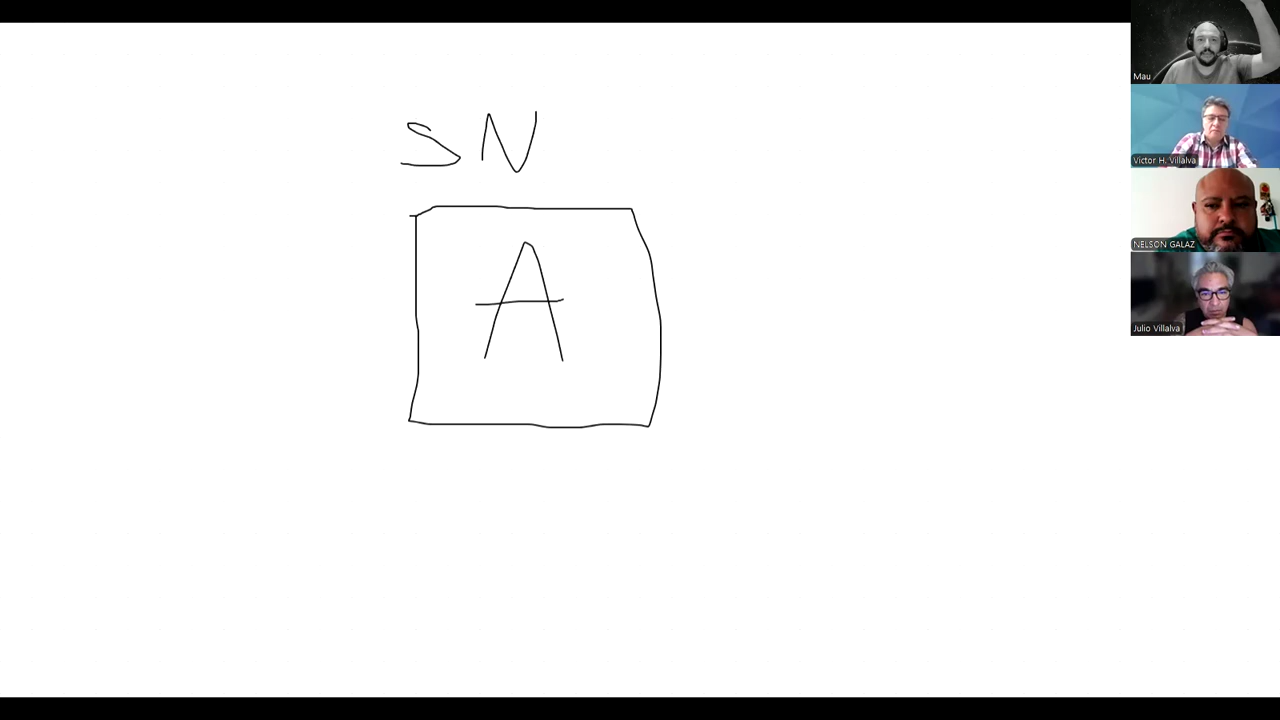 SN
A
Mau
Victor H. Villalva
NELSON GALAZ
Julio Villalva